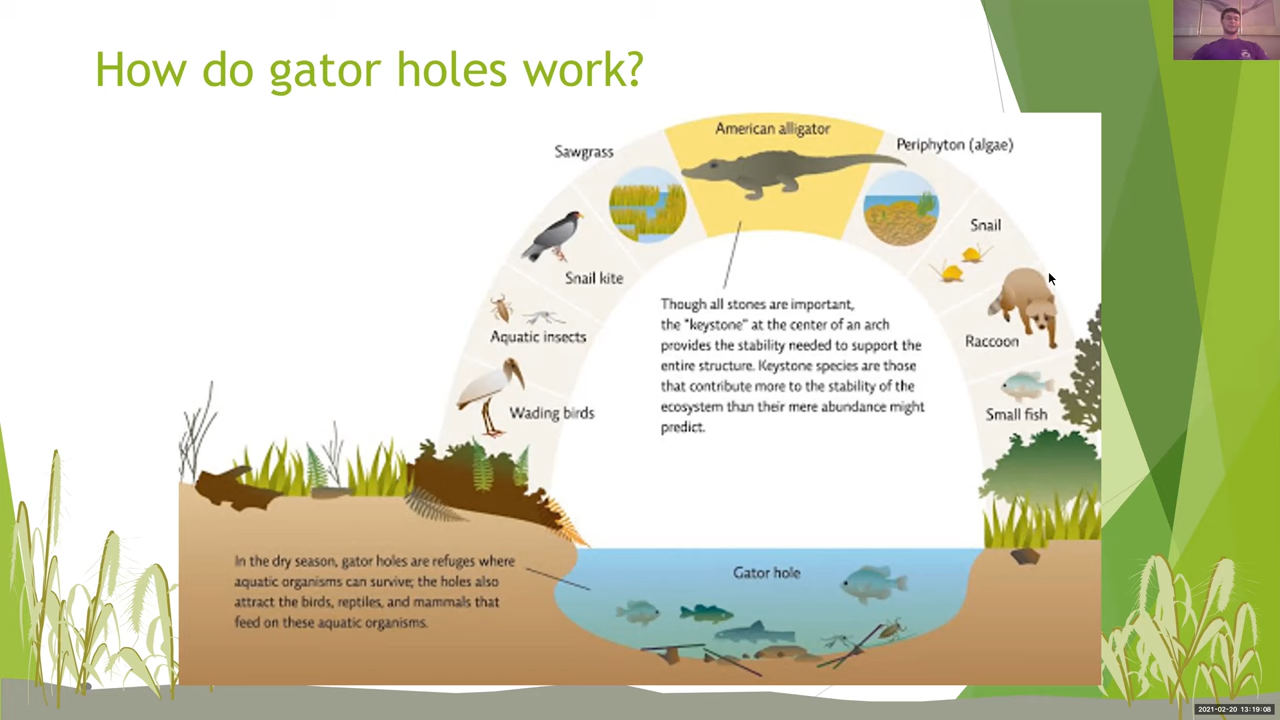 How do gator holes work?
American alligator
Sawgrass
Periphyton (algae)
Snail
Snail kite
Though all stones are important,
the "keystone" at the center of an arch
provides the stability needed to support the
entire structure. Keystone species are those
that contribute more to the stability of the
ecosystem than their mere abundance might
predict.
Aquatic insects
Raccoon
Wading birds
Small fish
In the dry season, gator holes are refuges where
aquatic organisms can survive; the holes also
attract the birds, reptiles, and mammals that
feed on these aquatic organisms.
Gator hole
2021-02-20 13:19:08